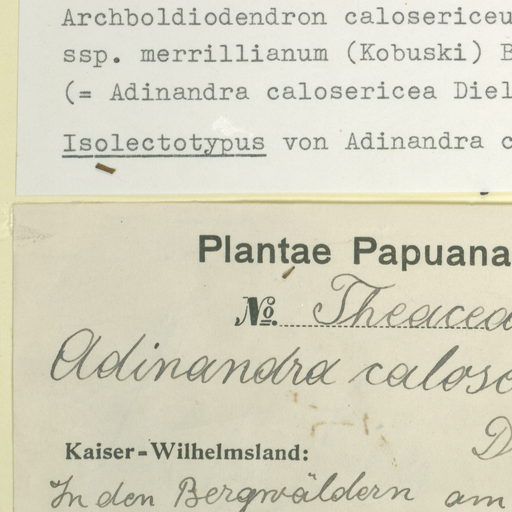 Archboldiodendron calosericeu
ssp. merrillianum (Kobuski) B
(= Adinandra calosericea Diel
Isolectotypus von Adinandra c
Plantae Papuana
No. Theacea
Adinandra calose
D
Kaiser-Wilhelmsland:
In den Bergwäldern am